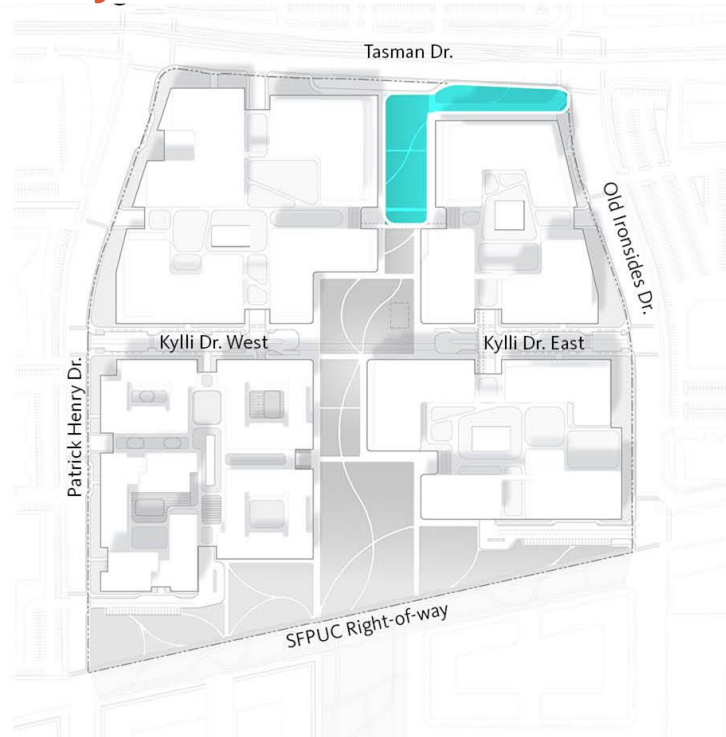 Tasman Dr.
Old Ironsides Dr.
Kylli Dr. West
Kylli Dr. East
Patrick Henry Dr.
SFPUC Right-of-way